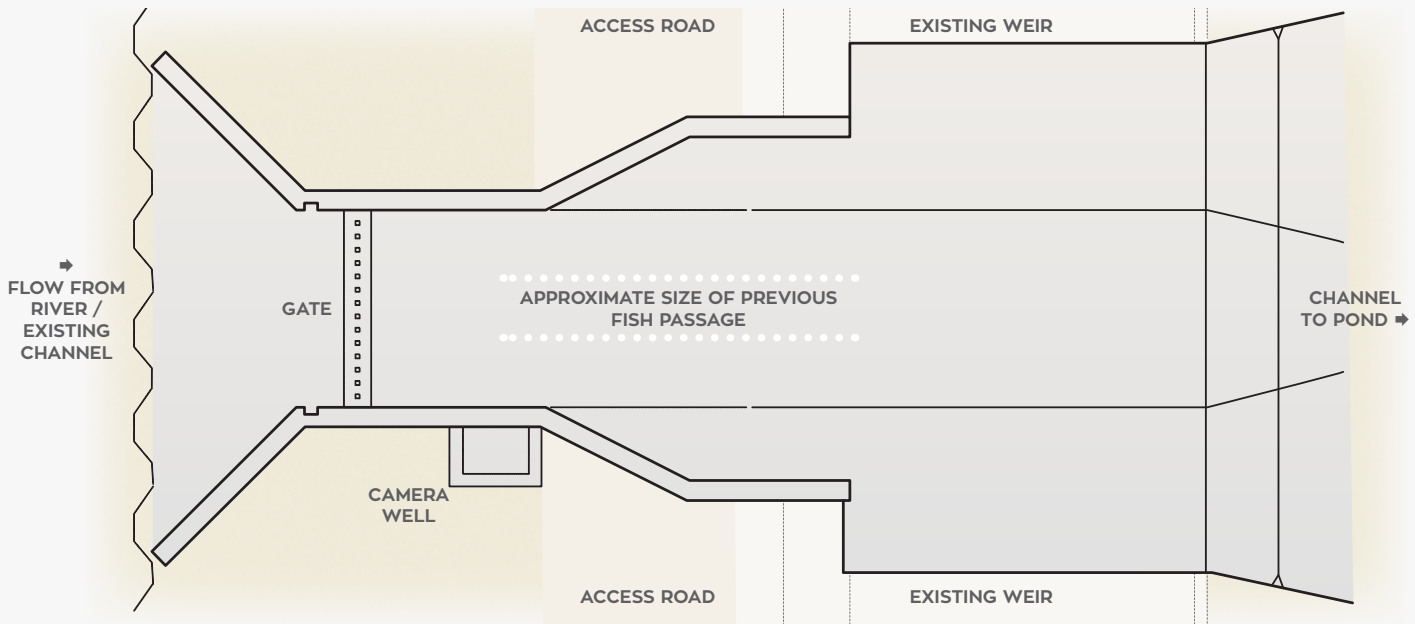 ACCESS ROAD
EXISTING WEIR
FLOW FROM
RIVER /
EXISTING
CHANNEL
GATE
APPROXIMATE SIZE OF PREVIOUS
FISH PASSAGE
CHANNEL
TO POND
CAMERA
WELL
ACCESS ROAD
EXISTING WEIR